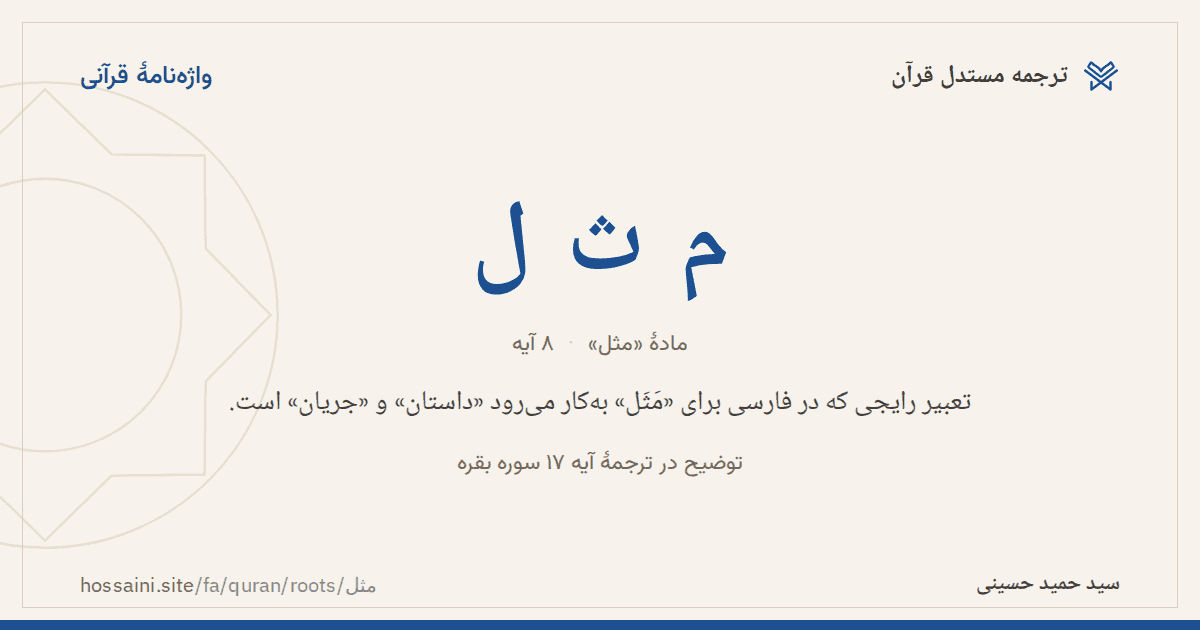 ترجمه مستدل قرآن
واژه‌نامهٔ قرآنی
م ث ل
مادهٔ «مثل» · ۸ آیه
تعبیر رایجی که در فارسی برای «مَثَل» به‌کار می‌رود «داستان» و «جریان» است.
توضیح در ترجمهٔ آیه ۱۷ سوره بقره
سید حمید حسینی
hossaini.site/fa/quran/roots/مثل